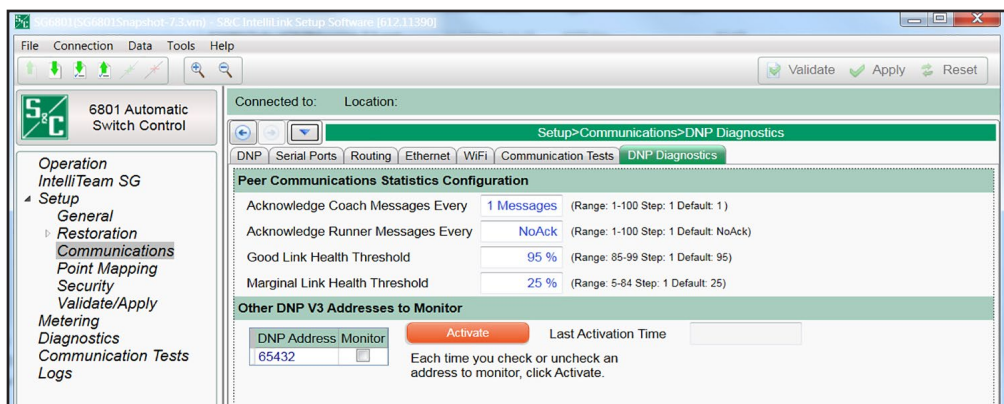 SG6801(SG6801Snapshot-7.3.vm) - S&C IntelliLink Setup Software [612.11390]
File Connection Data Tools Help
Validate Apply Reset
S&C
6801 Automatic
Switch Control
Connected to: Location:
Setup>Communications>DNP Diagnostics
DNP Serial Ports Routing Ethernet WiFi Communication Tests DNP Diagnostics
Operation
IntelliTeam SG
Setup
General
Restoration
Communications
Point Mapping
Security
Validate/Apply
Metering
Diagnostics
Communication Tests
Logs
Peer Communications Statistics Configuration
Acknowledge Coach Messages Every 1 Messages (Range: 1-100 Step: 1 Default: 1 )
Acknowledge Runner Messages Every NoAck (Range: 1-100 Step: 1 Default: NoAck)
Good Link Health Threshold 95 % (Range: 85-99 Step: 1 Default: 95)
Marginal Link Health Threshold 25 % (Range: 5-84 Step: 1 Default: 25)
Other DNP V3 Addresses to Monitor
DNP Address Monitor
65432
Activate Last Activation Time
Each time you check or uncheck an
address to monitor, click Activate.